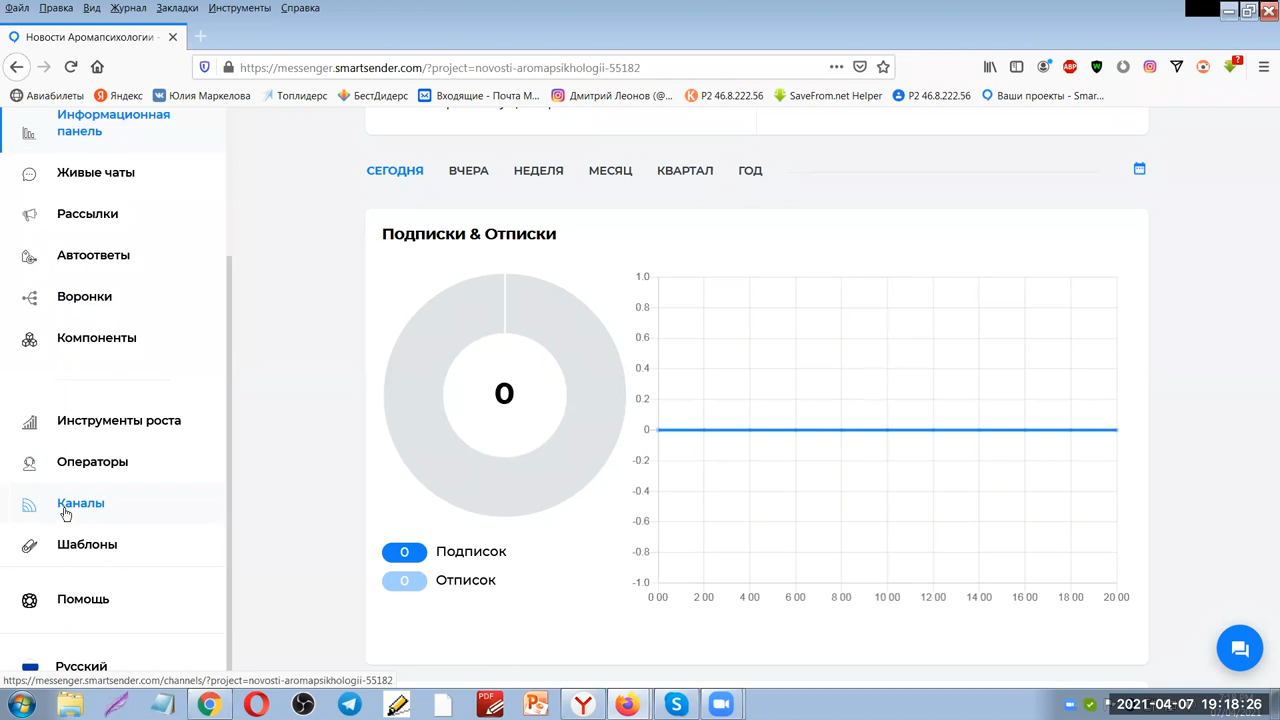 Файл Правка Вид Журнал Закладки Инструменты Справка
Новости Аромапсихологии -
https://messenger.smartsender.com/?project=novosti-aromapsikhologii-55182
Авиабилеты Яндекс Юлия Маркелова Топлидерс БестДидерс Входящие - Почта M... Дмитрий Леонов (@... P2 46.8.222.56 SaveFrom.net Helper P2 46.8.222.56 Ваши проекты - Smar...
Информационная
панель
Живые чаты
Рассылки
Автоответы
Воронки
Компоненты
Инструменты роста
Операторы
Каналы
Шаблоны
Помощь
Русский
СЕГОДНЯ ВЧЕРА НЕДЕЛЯ МЕСЯЦ КВАРТАЛ ГОД
Подписки & Отписки
0
0 Подписок
0 Отписок
1.0
0.8
0.6
0.4
0.2
0
-0.2
-0.4
-0.6
-0.8
-1.0
0 00 2 00 4 00 6 00 8 00 10 00 12 00 14 00 16 00 18 00 20 00
https://messenger.smartsender.com/channels/?project=novosti-aromapsikhologii-55182
2021-04-07 19:18:26